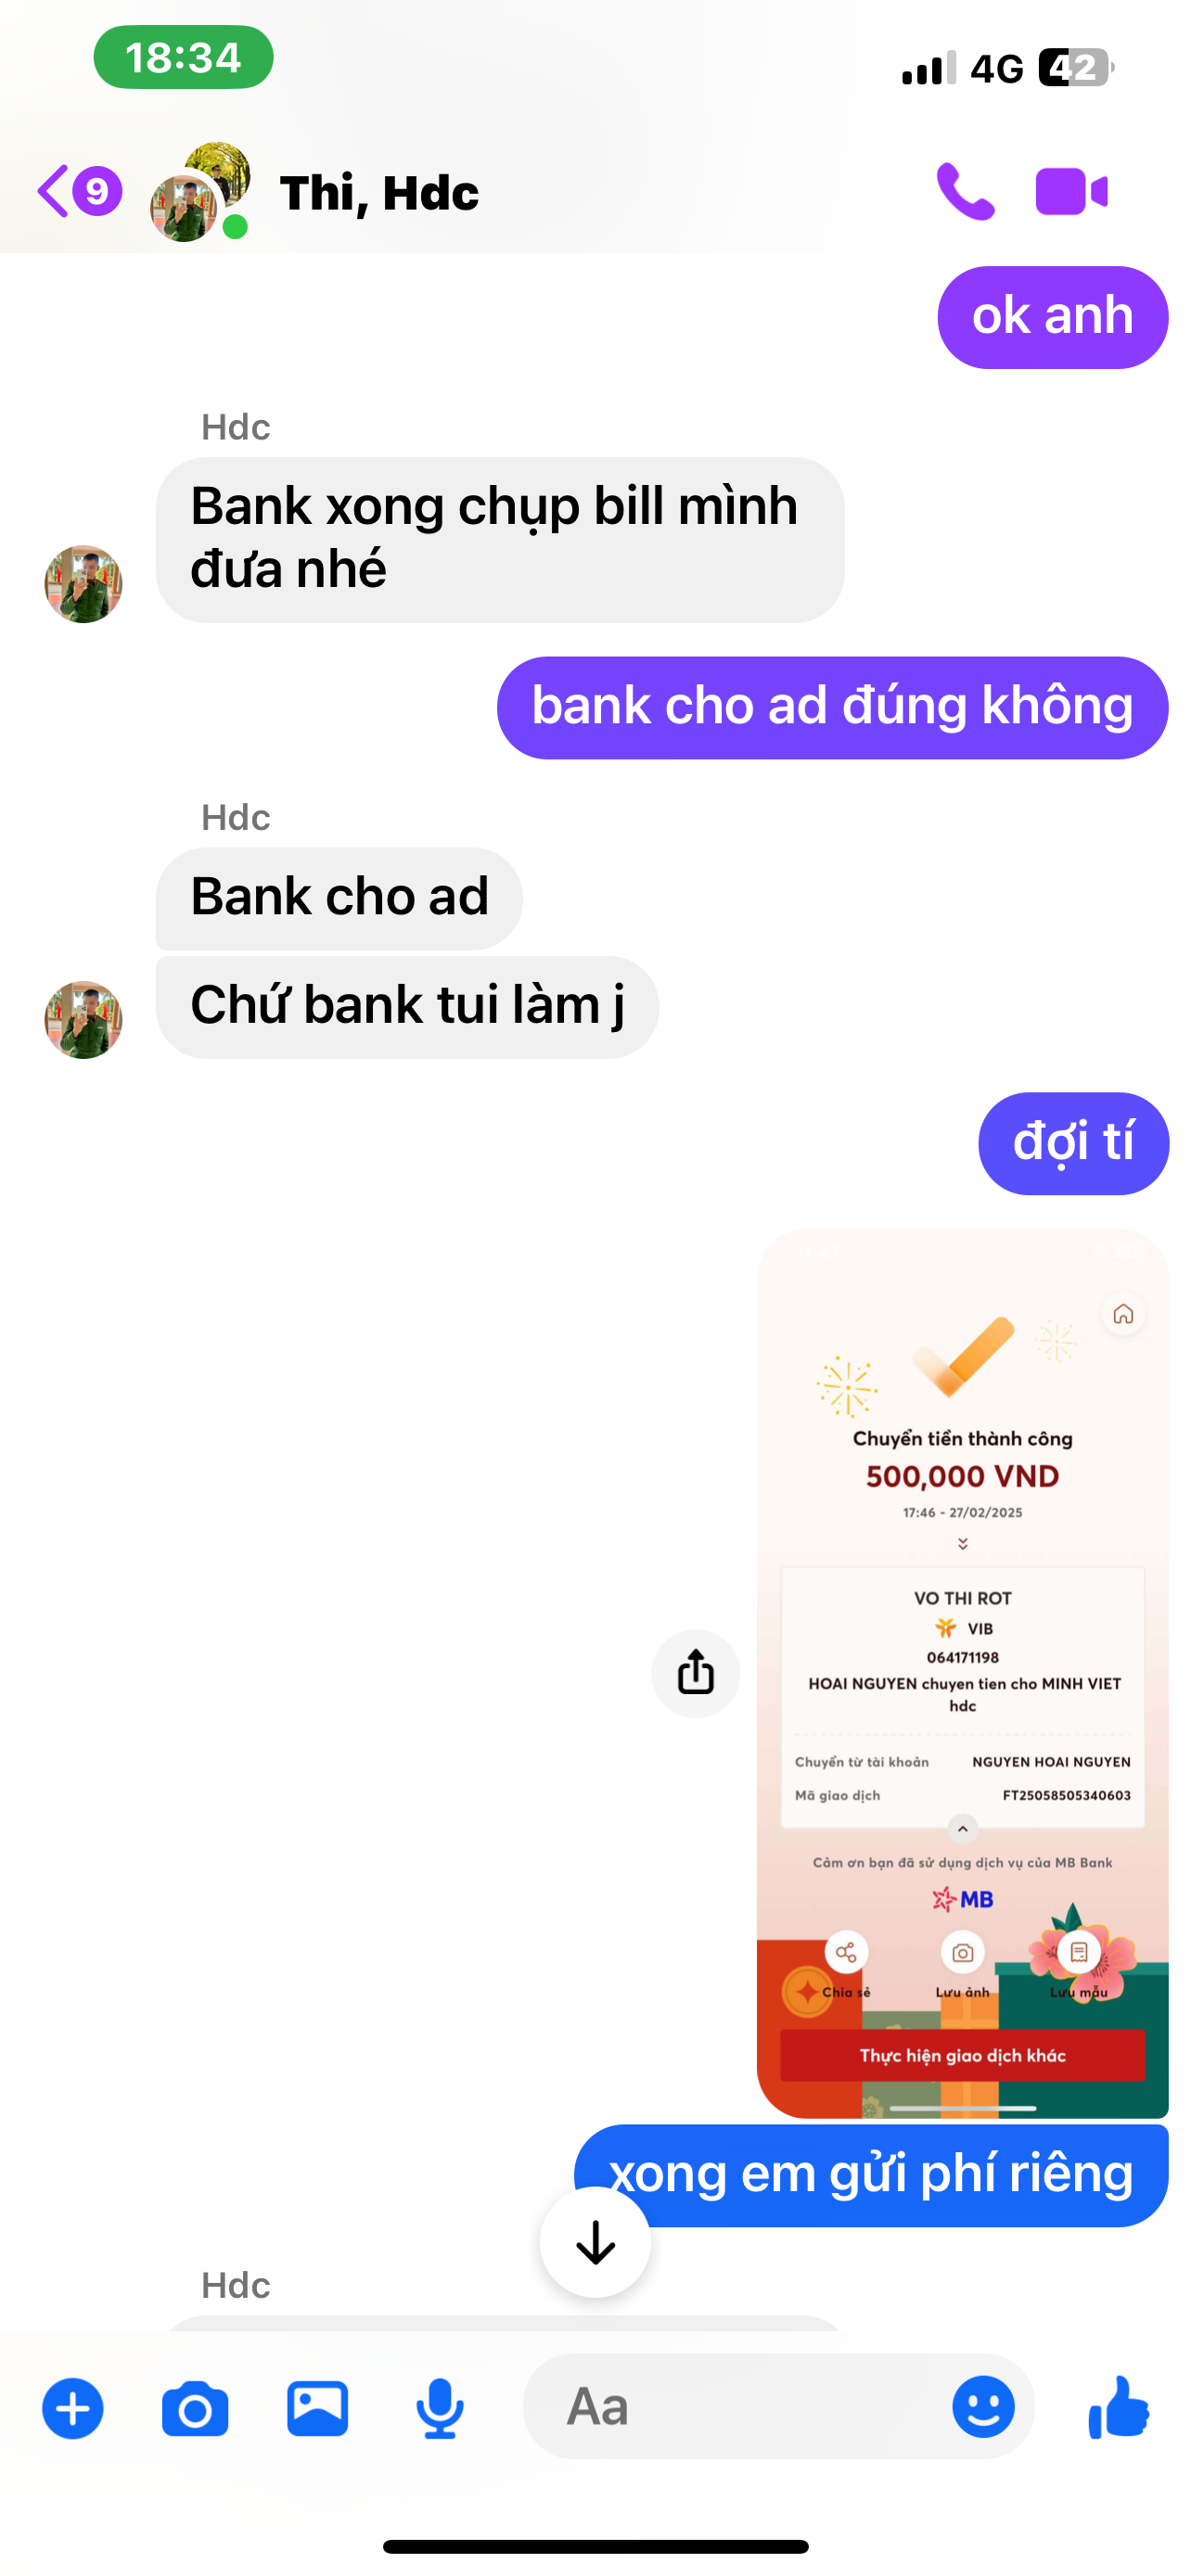 18:34
4G 42
9
Thi, Hdc
ok anh
Hdc
Bank xong chụp bill mình
đưa nhé
bank cho ad đúng không
Hdc
Bank cho ad
Chứ bank tui làm j
đợi tí
Chuyển tiền thành công
500,000 VND
17:46 - 27/02/2025
VO THI ROT
VIB
064171198
HOAI NGUYEN chuyen tien cho MINH VIET
hdc
Chuyển từ tài khoản NGUYEN HOAI NGUYEN
Mã giao dịch FT25058505340603
Cảm ơn bạn đã sử dụng dịch vụ của MB Bank
MB
Chia sẻ Lưu ảnh Lưu mẫu
Thực hiện giao dịch khác
xong em gửi phí riêng
Hdc
Aa